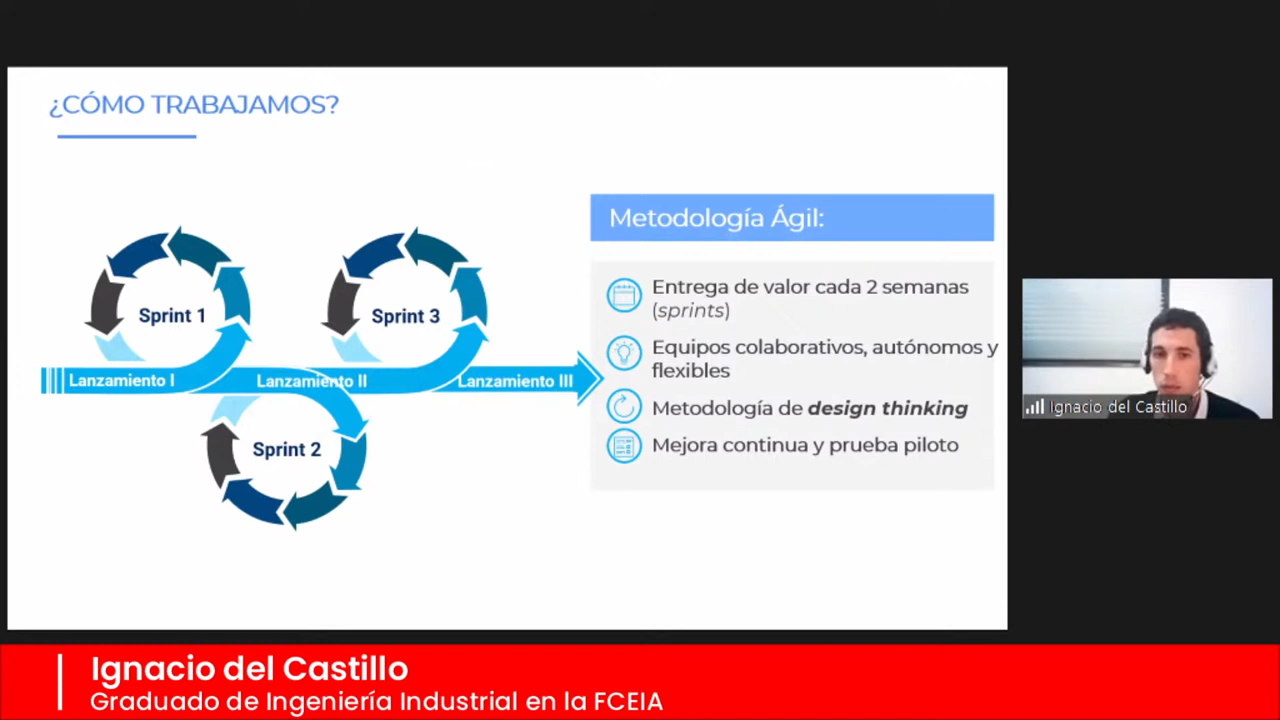 ¿CÓMO TRABAJAMOS?
Metodología Ágil:
Sprint 1
Sprint 3
Lanzamiento I
Lanzamiento II
Lanzamiento III
Sprint 2
Entrega de valor cada 2 semanas
(sprints)
Equipos colaborativos, autónomos y
flexibles
Metodología de design thinking
Mejora continua y prueba piloto
Ignacio del Castillo
Ignacio del Castillo
Graduado de Ingeniería Industrial en la FCEIA